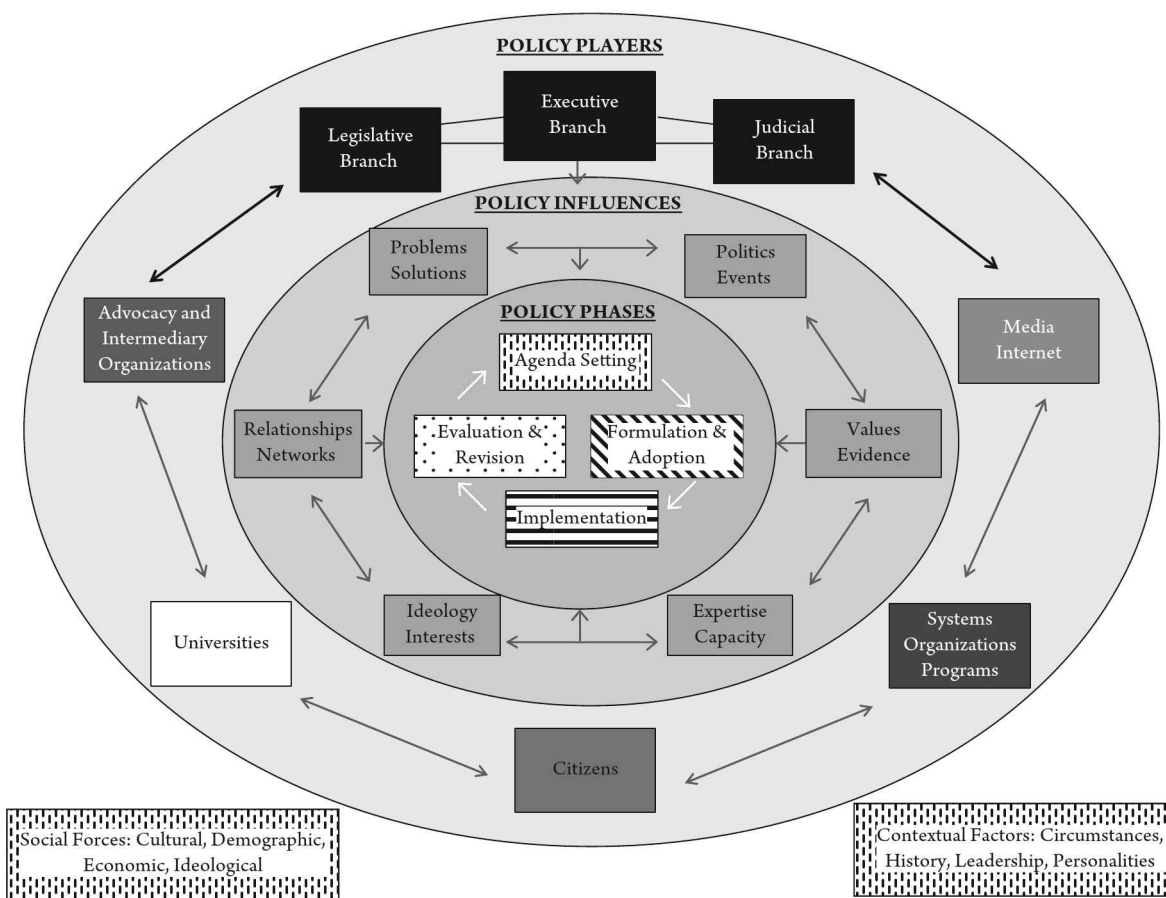 POLICY PLAYERS
Executive
Branch
Legislative
Branch
Judicial
Branch
POLICY INFLUENCES
Problems
Solutions
Politics
Events
Advocacy and
Intermediary
Organizations
Media
Internet
POLICY PHASES
Agenda Setting
Relationships
Networks
Evaluation &
Revision
Formulation &
Adoption
Values
Evidence
Implementation
Ideology
Interests
Expertise
Capacity
Universities
Systems
Organizations
Programs
Citizens
Social Forces: Cultural, Demographic,
Economic, Ideological
Contextual Factors: Circumstances,
History, Leadership, Personalities